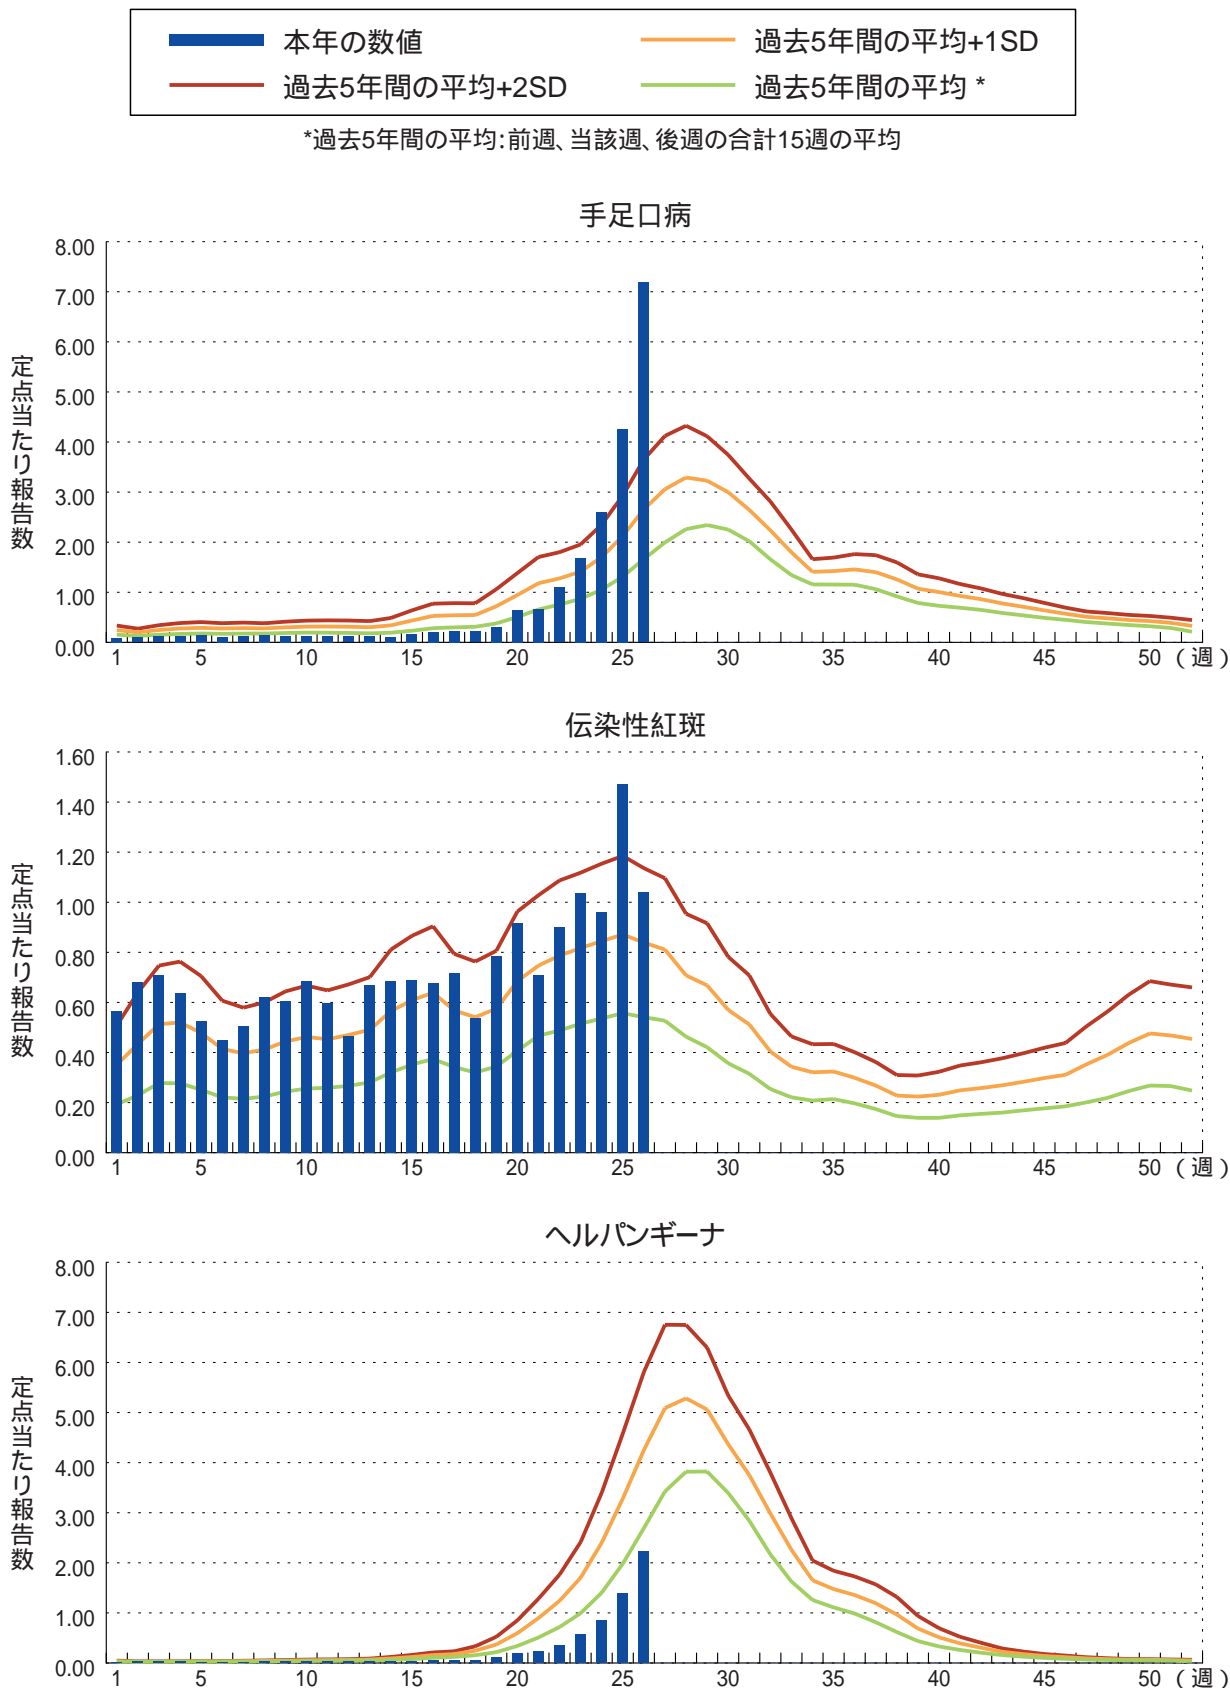 本年の数値
過去5年間の平均+1SD
過去5年間の平均+2SD
過去5年間の平均 *
*過去5年間の平均:前週、当該週、後週の合計15週の平均
手足口病
定点当たり報告数
8.00
7.00
6.00
5.00
4.00
3.00
2.00
1.00
0.00
1 5 10 15 20 25 30 35 40 45 50 (週)
伝染性紅斑
定点当たり報告数
1.60
1.40
1.20
1.00
0.80
0.60
0.40
0.20
0.00
1 5 10 15 20 25 30 35 40 45 50 (週)
ヘルパンギーナ
定点当たり報告数
8.00
7.00
6.00
5.00
4.00
3.00
2.00
1.00
0.00
1 5 10 15 20 25 30 35 40 45 50 (週)